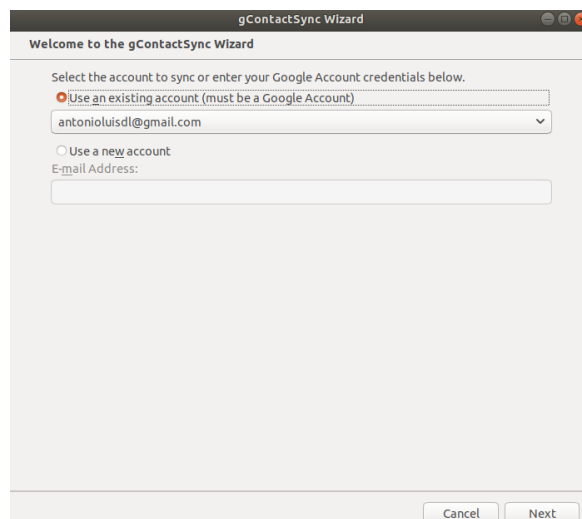 gContactSync Wizard
Welcome to the gContactSync Wizard
Select the account to sync or enter your Google Account credentials below.
Use an existing account (must be a Google Account)
antonioluisdl@gmail.com
Use a new account
E-mail Address:
Cancel
Next